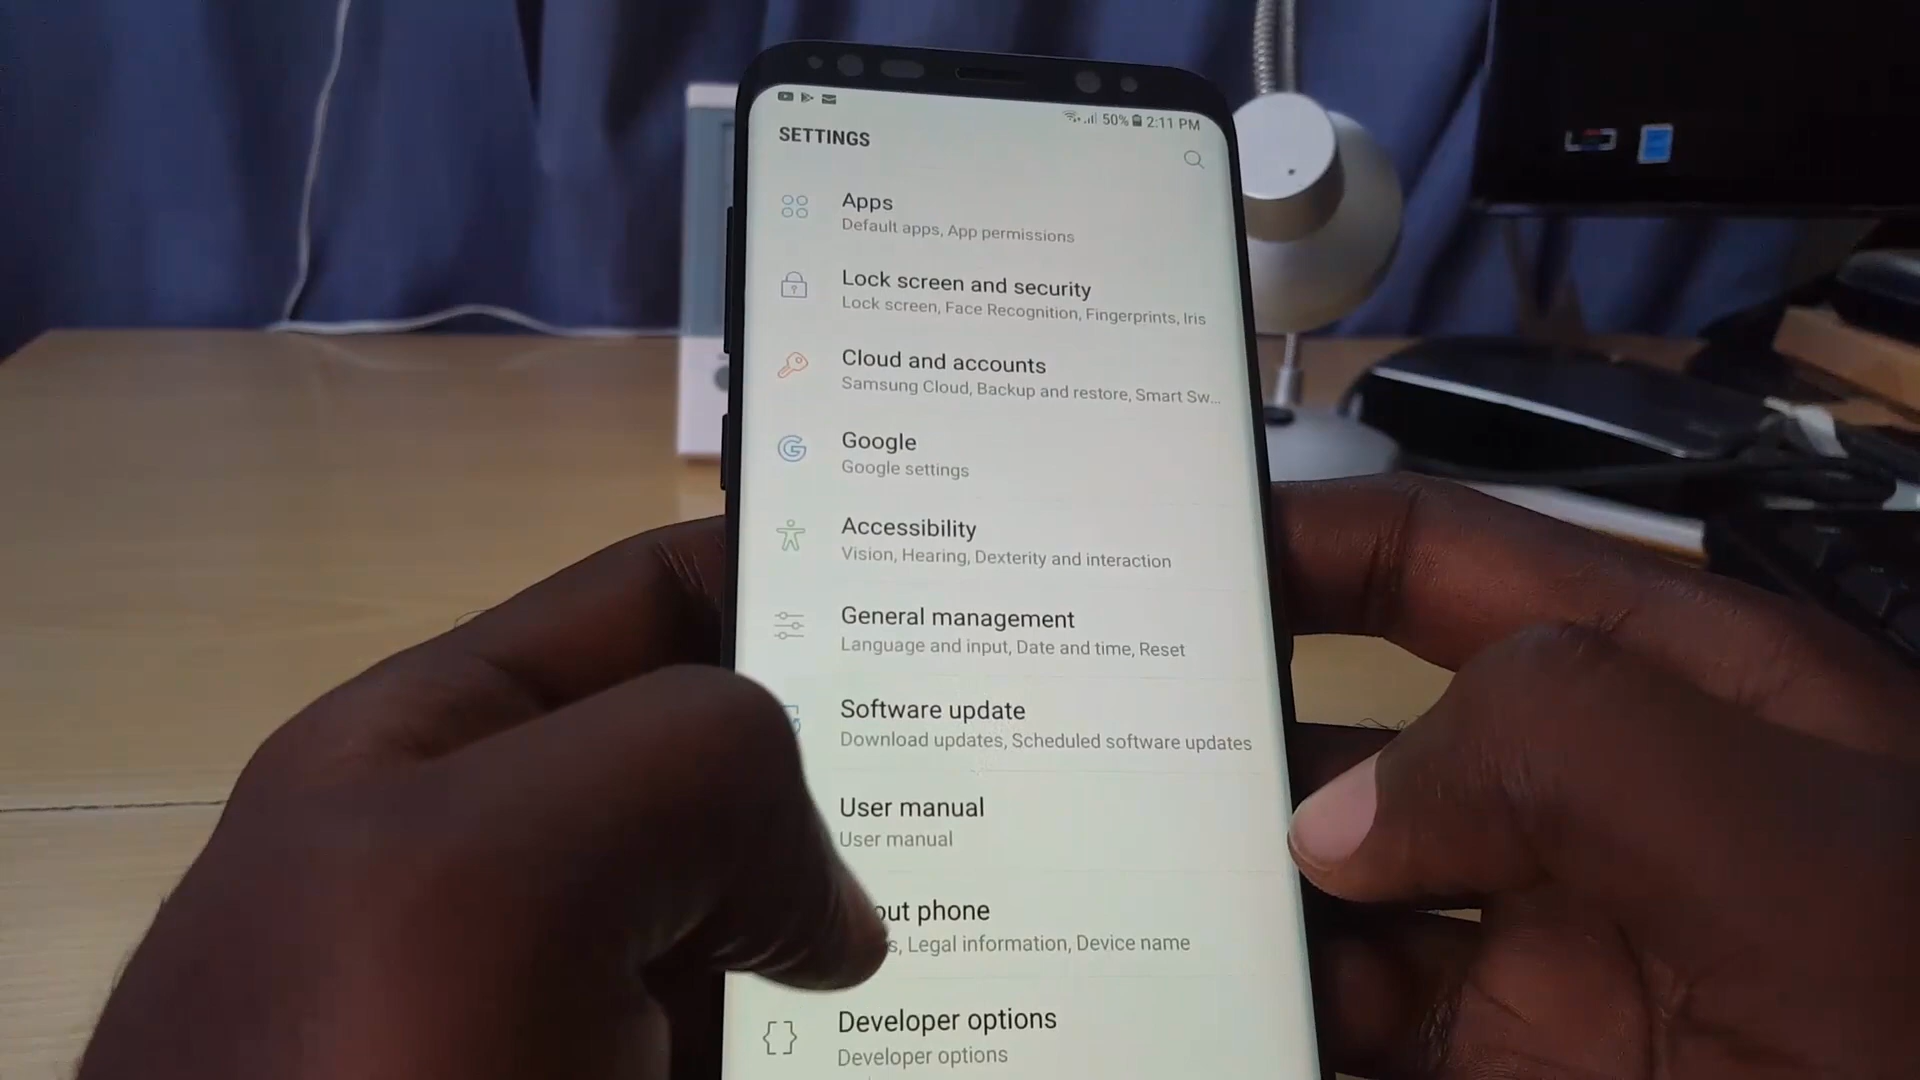 50% 2:11 PM
SETTINGS
Apps
Default apps, App permissions
Lock screen and security
Lock screen, Face Recognition, Fingerprints, Iris
Cloud and accounts
Samsung Cloud, Backup and restore, Smart Sw...
Google
Google settings
Accessibility
Vision, Hearing, Dexterity and interaction
General management
Language and input, Date and time, Reset
Software update
Download updates, Scheduled software updates
User manual
User manual
out phone
s, Legal information, Device name
Developer options
Developer options